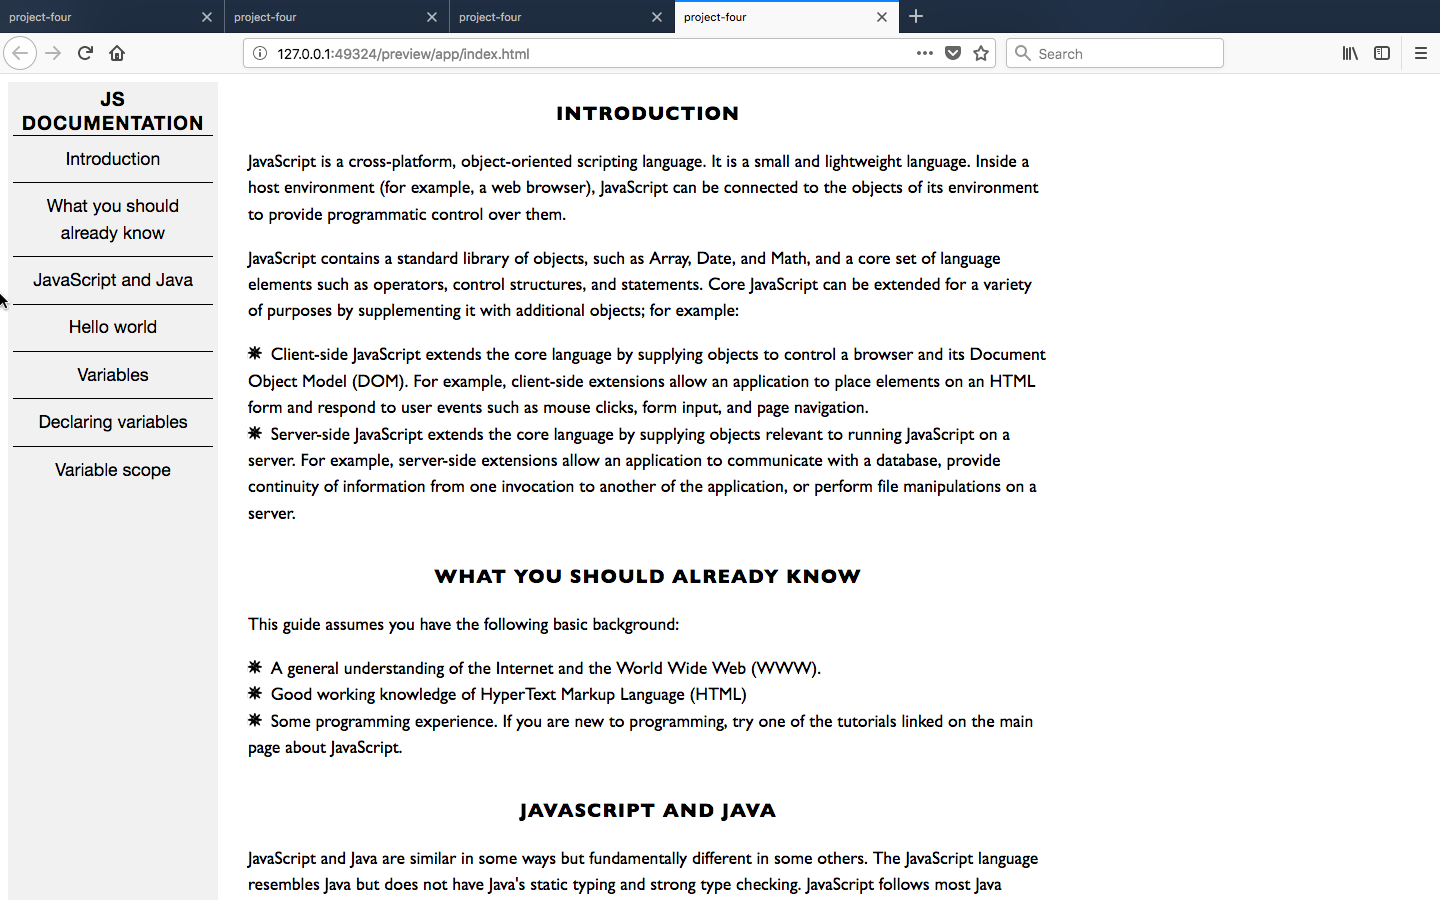 project-four
project-four
project-four
project-four
127.0.0.1:49324/preview/app/index.html
Search
JS
DOCUMENTATION
Introduction
What you should
already know
JavaScript and Java
Hello world
Variables
Declaring variables
Variable scope
INTRODUCTION
JavaScript is a cross-platform, object-oriented scripting language. It is a small and lightweight language. Inside a
host environment (for example, a web browser), JavaScript can be connected to the objects of its environment
to provide programmatic control over them.
JavaScript contains a standard library of objects, such as Array, Date, and Math, and a core set of language
elements such as operators, control structures, and statements. Core JavaScript can be extended for a variety
of purposes by supplementing it with additional objects; for example:
✷ Client-side JavaScript extends the core language by supplying objects to control a browser and its Document
Object Model (DOM). For example, client-side extensions allow an application to place elements on an HTML
form and respond to user events such as mouse clicks, form input, and page navigation.
✷ Server-side JavaScript extends the core language by supplying objects relevant to running JavaScript on a
server. For example, server-side extensions allow an application to communicate with a database, provide
continuity of information from one invocation to another of the application, or perform file manipulations on a
server.
WHAT YOU SHOULD ALREADY KNOW
This guide assumes you have the following basic background:
✷ A general understanding of the Internet and the World Wide Web (WWW).
✷ Good working knowledge of HyperText Markup Language (HTML)
✷ Some programming experience. If you are new to programming, try one of the tutorials linked on the main
page about JavaScript.
JAVASCRIPT AND JAVA
JavaScript and Java are similar in some ways but fundamentally different in some others. The JavaScript language
resembles Java but does not have Java's static typing and strong type checking. JavaScript follows most Java